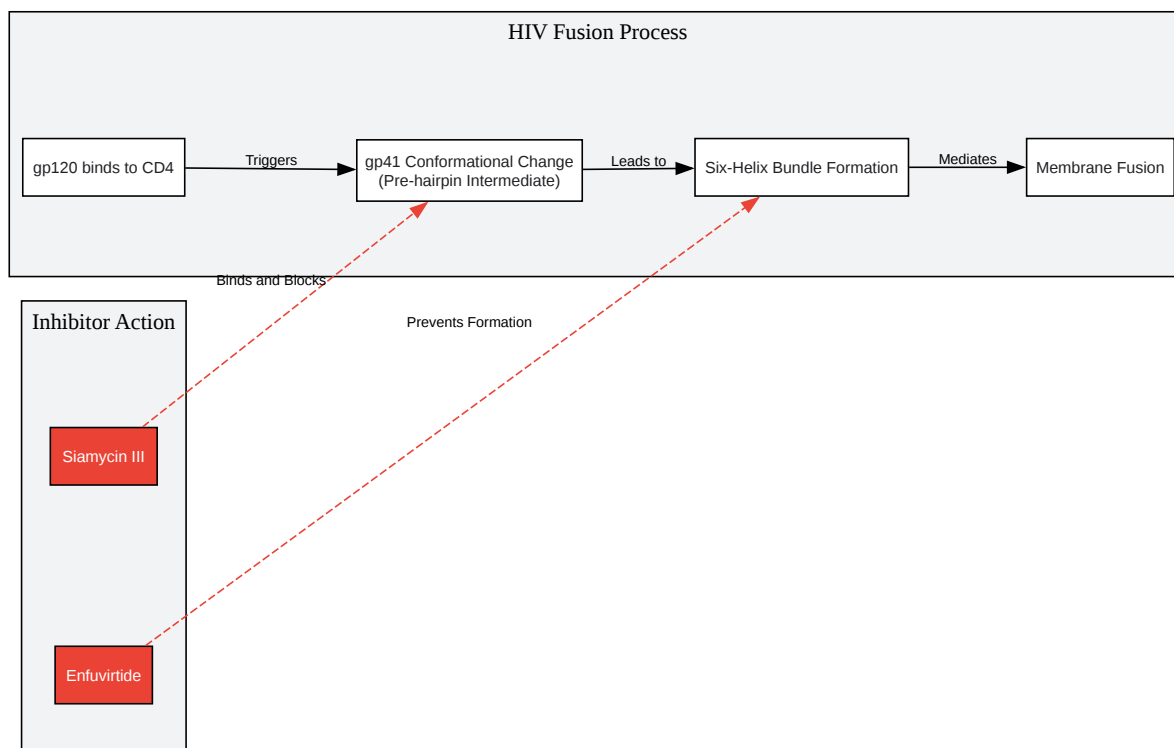 HIV Fusion Process
gp120 binds to CD4
Triggers
gp41 Conformational Change
(Pre-hairpin Intermediate)
Leads to
Six-Helix Bundle Formation
Mediates
Membrane Fusion
Binds and Blocks
Prevents Formation
Inhibitor Action
Siamycin III
Enfuvirtide